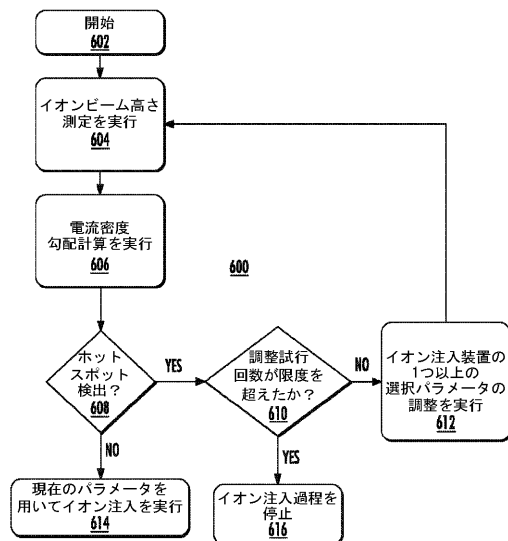 開始
602
イオンビーム高さ
測定を実行
604
電流密度
勾配計算を実行
606
600
ホット
スポット
検出？
608
YES
調整試行
回数が限度を
超えたか？
610
NO
イオン注入装置の
1つ以上の
選択パラメータの
調整を実行
612
NO
YES
現在のパラメータを
用いてイオン注入を実行
614
イオン注入過程を
停止
616